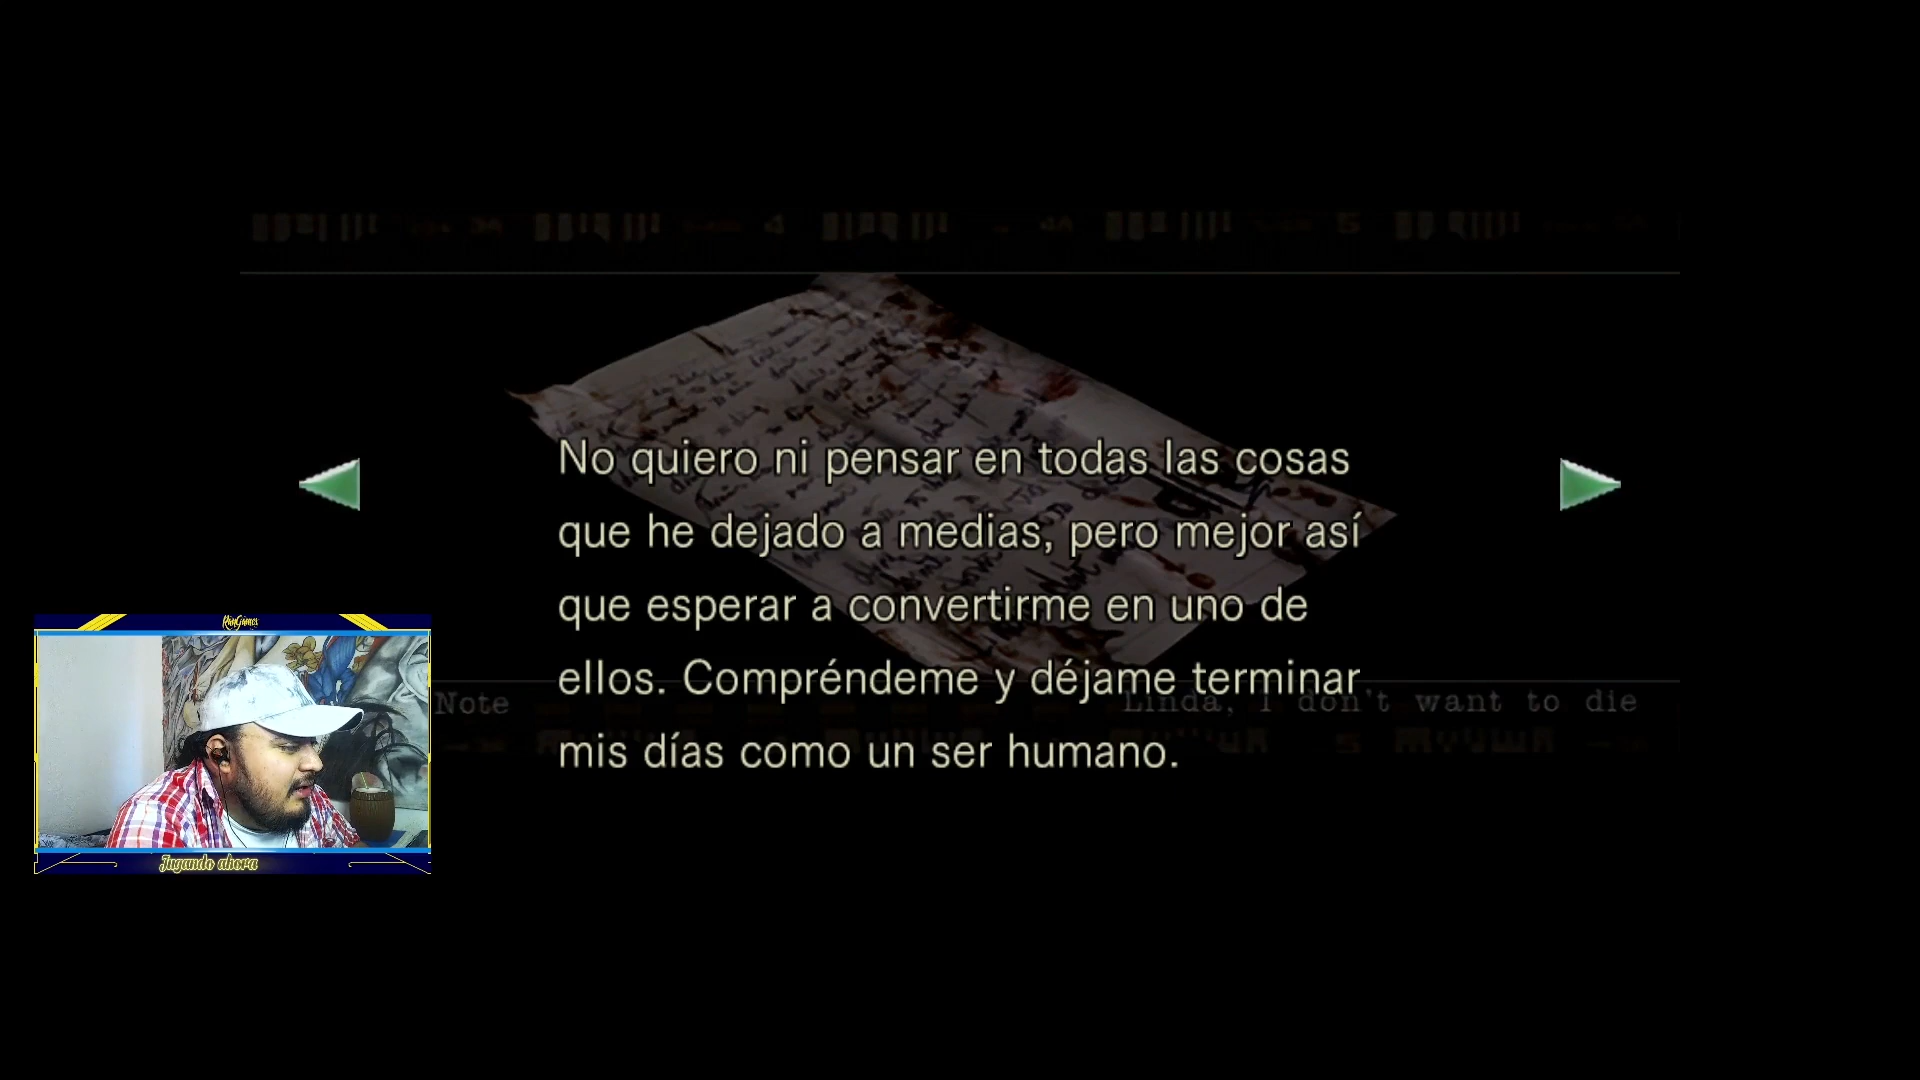 No quiero ni pensar en todas las cosas
que he dejado a medias, pero mejor así
que esperar a convertirme en uno de
ellos. Compréndeme y déjame terminar
mis días como un ser humano.
Note
Linda, I don't want to die
Jugando ahora